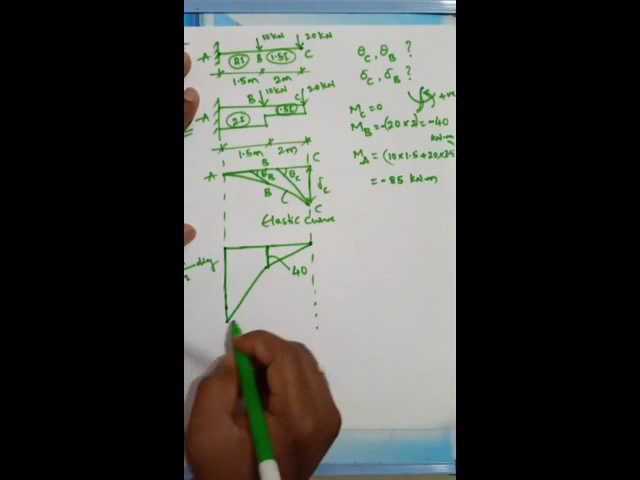 10kN 20kN
A 2I B 1.5I C
1.5m 2m
10kN 20kN
B C
A 2I 1.5I
1.5m 2m
A B C
θB θC δC
B C C
Elastic curve
40
θC, θB ?
δC, δB ?
+ve
MC = 0
MB = -(20×2) = -40
kN-m
MA = (10×1.5+20×3.5
= -85 kN-m